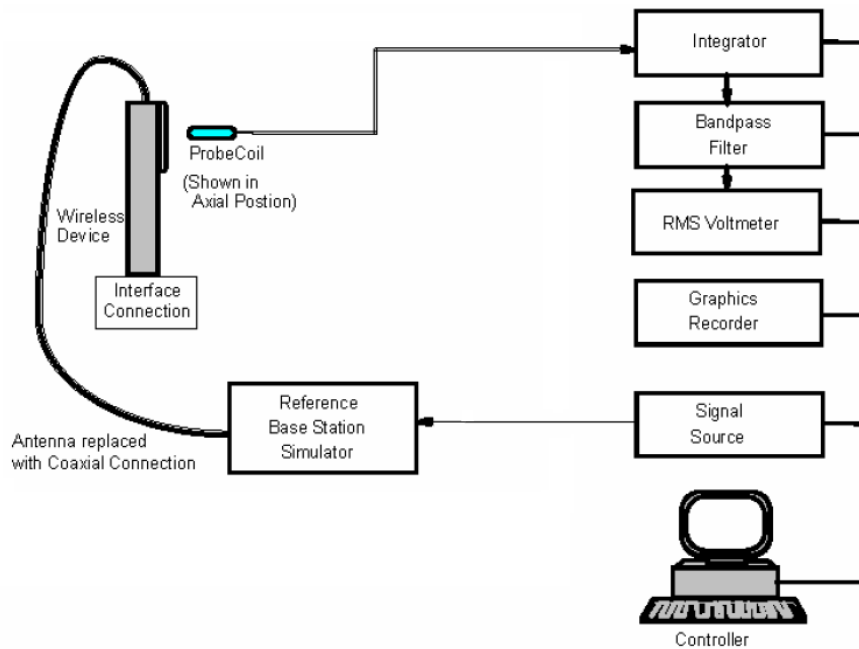 Integrator
Bandpass
Filter
ProbeCoil
(Shown in
Axial Postion)
Wireless
Device
RMS Voltmeter
Interface
Connection
Graphics
Recorder
Reference
Base Station
Simulator
Signal
Source
Antenna replaced
with Coaxial Connection
Controller